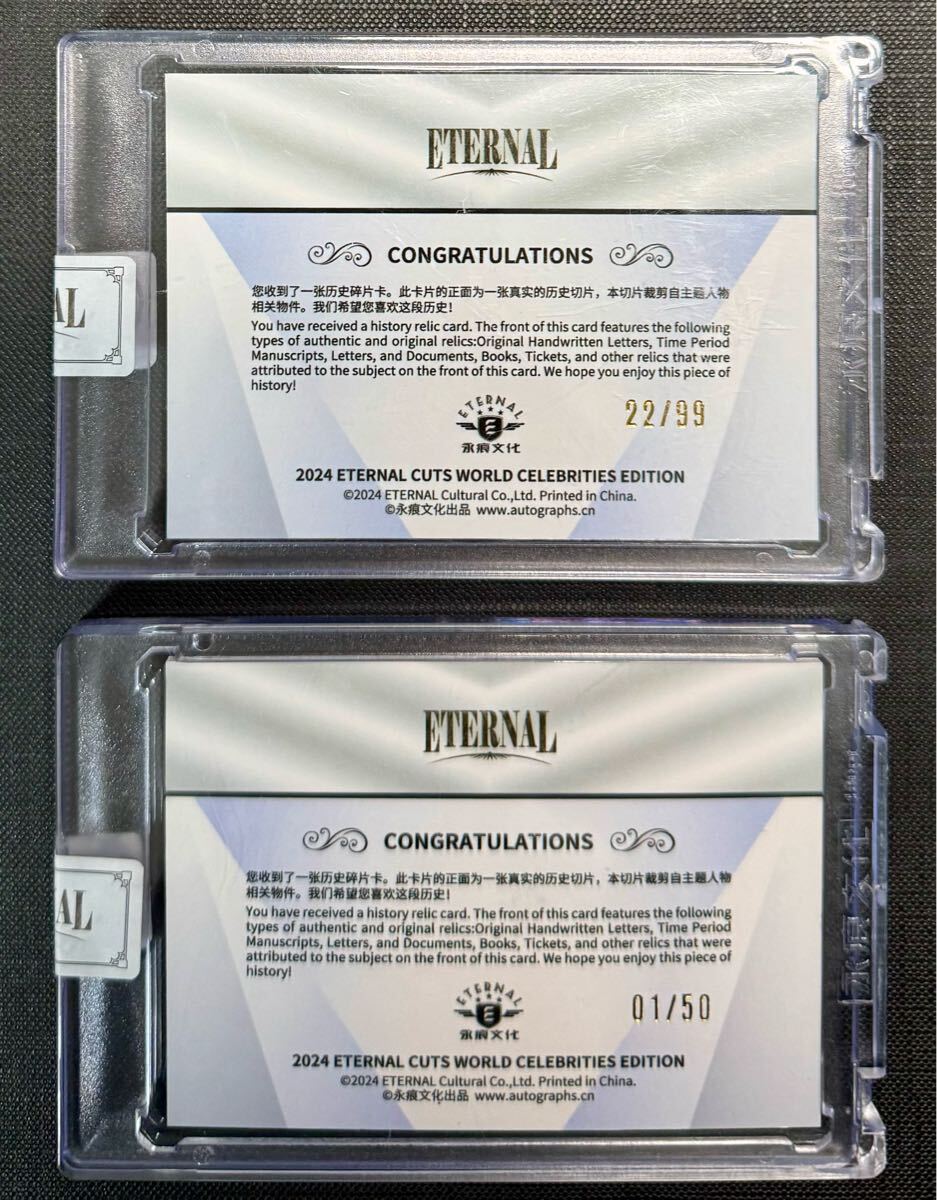 ETERNAL
CONGRATULATIONS
您收到了一张历史碎片卡。此卡片的正面为一张真实的历史切片，本切片裁剪自主题人物
相关物件。我们希望您喜欢这段历史！
You have received a history relic card. The front of this card features the following
types of authentic and original relics:Original Handwritten Letters, Time Period
Manuscripts, Letters, and Documents, Books, Tickets, and other relics that were
attributed to the subject on the front of this card. We hope you enjoy this piece of
history!
AL
ETERNAL
22/99
永痕文化
2024 ETERNAL CUTS WORLD CELEBRITIES EDITION
©2024 ETERNAL Cultural Co.,Ltd. Printed in China.
©永痕文化出品 www.autographs.cn
永痕文化
ETERNAL
CONGRATULATIONS
您收到了一张历史碎片卡。此卡片的正面为一张真实的历史切片，本切片裁剪自主题人物
相关物件。我们希望您喜欢这段历史！
You have received a history relic card. The front of this card features the following
types of authentic and original relics:Original Handwritten Letters, Time Period
Manuscripts, Letters, and Documents, Books, Tickets, and other relics that were
attributed to the subject on the front of this card. We hope you enjoy this piece of
history!
AL
ETERNAL
01/50
永痕文化
2024 ETERNAL CUTS WORLD CELEBRITIES EDITION
©2024 ETERNAL Cultural Co.,Ltd. Printed in China.
©永痕文化出品 www.autographs.cn
永痕文化